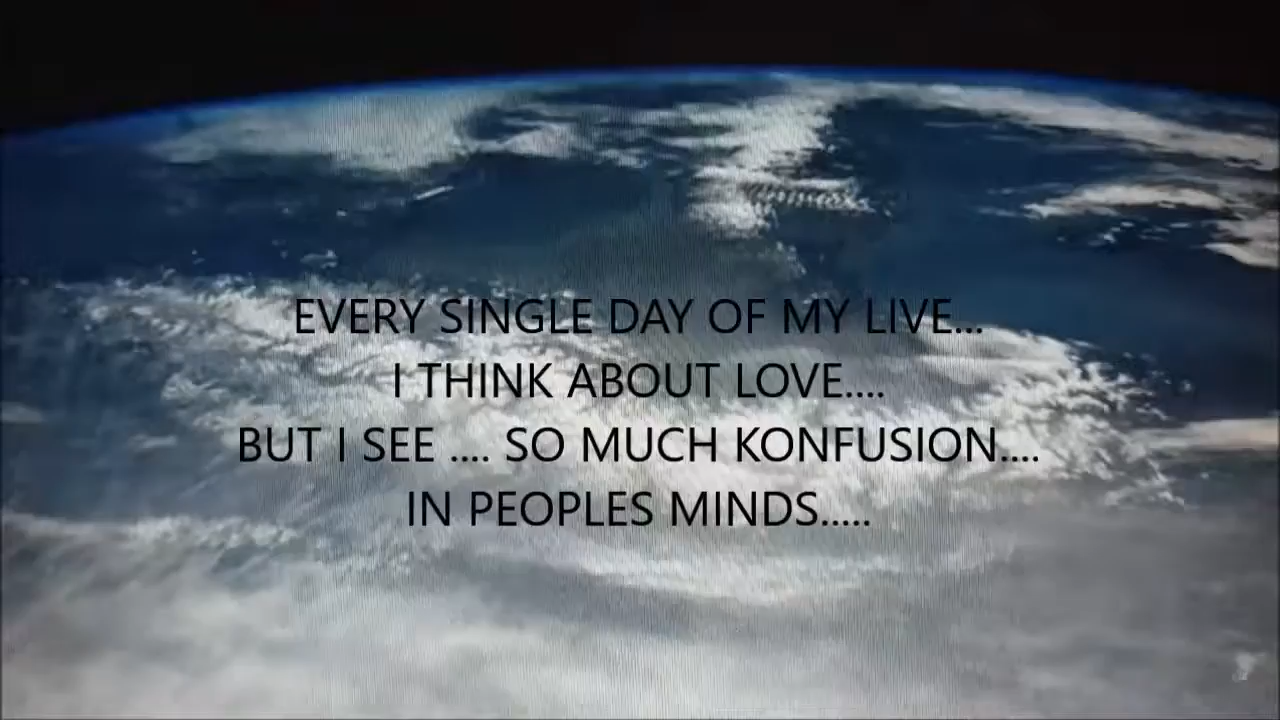 EVERY SINGLE DAY OF MY LIVE...
I THINK ABOUT LOVE....
BUT I SEE .... SO MUCH KONFUSION....
IN PEOPLES MINDS.....